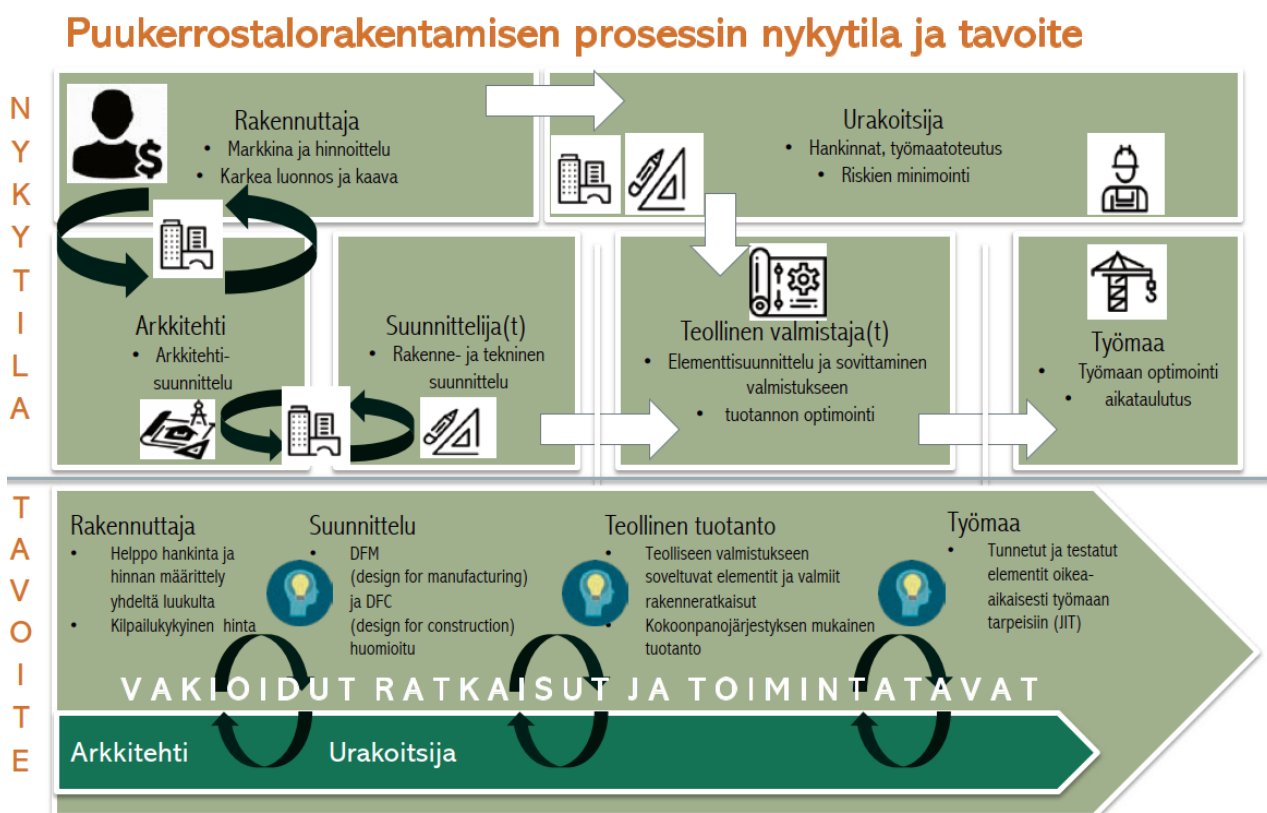 Puukerrostalorakentamisen prosessin nykytila ja tavoite
NYKYTILA
Rakennuttaja
• Markkina ja hinnoittelu
• Karkea luonnos ja kaava
$
Urakoitsija
• Hankinnat, työmaatoteutus
• Riskien minimointi
Arkkitehti
• Arkkitehti-
suunnittelu
Suunnittelija(t)
• Rakenne- ja tekninen
suunnittelu
Teollinen valmistaja(t)
• Elementtisuunnittelu ja sovittaminen
valmistukseen
• tuotannon optimointi
Työmaa
• Työmaan optimointi
• aikataulutus
TAVOITE
Rakennuttaja
• Helppo hankinta ja
hinnan määrittely
yhdeltä luukulta
• Kilpailukykyinen hinta
Suunnittelu
• DFM
(design for manufacturing)
ja DFC
(design for construction)
huomioitu
Teollinen tuotanto
• Teolliseen valmistukseen
soveltuvat elementit ja valmiit
rakenneratkaisut
• Kokoonpanojärjestyksen mukainen
tuotanto
Työmaa
• Tunnetut ja testatut
elementit oikea-
aikaisesti työmaan
tarpeisiin (JIT)
VAKIOIDUT RATKAISUT JA TOIMINTATAVAT
Arkkitehti
Urakoitsija